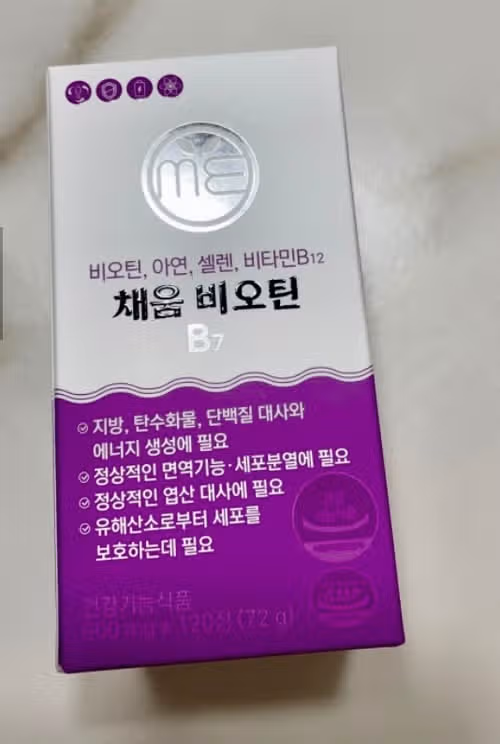 ME
비오틴, 아연, 셀렌, 비타민B12
채움 비오틴
B7
지방, 탄수화물, 단백질 대사와
에너지 생성에 필요
정상적인 면역기능·세포분열에 필요
정상적인 엽산 대사에 필요
유해산소로부터 세포를
보호하는데 필요
건강기능식품
120정 (72 g)